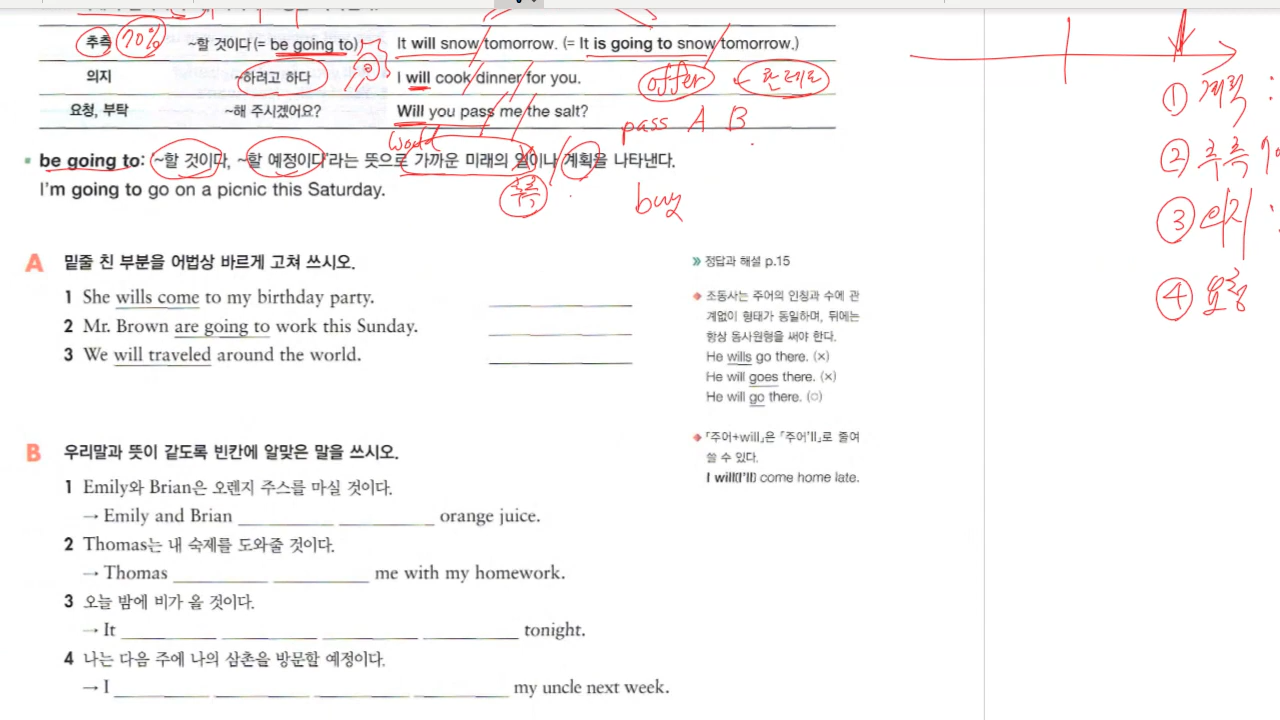 추측 70% ~할 것이다 (= be going to) It will snow tomorrow. (= It is going to snow tomorrow.)
의지 ~하려고 하다 I will cook dinner for you. offer
요청, 부탁 ~해 주시겠어요? Will you pass me the salt?
would pass A B
be going to: '~할 것이다, ~할 예정이다'라는 뜻으로 가까운 미래의 일이나 계획을 나타낸다.
추측
I'm going to go on a picnic this Saturday.
buy
① 계획 :
② 추측
③ 의지 :
④ 요청
A 밑줄 친 부분을 어법상 바르게 고쳐 쓰시오.
1 She wills come to my birthday party.
2 Mr. Brown are going to work this Sunday.
3 We will traveled around the world.
» 정답과 해설 p.15
조동사는 주어의 인칭과 수에 관
계없이 형태가 동일하며, 뒤에는
항상 동사원형을 써야 한다.
He wills go there. (×)
He will goes there. (×)
He will go there. (○)
「주어+will」은 「주어'll」로 줄여
쓸 수 있다.
I will(I'll) come home late.
B 우리말과 뜻이 같도록 빈칸에 알맞은 말을 쓰시오.
1 Emily와 Brian은 오렌지 주스를 마실 것이다.
→ Emily and Brian ______ ______ orange juice.
2 Thomas는 내 숙제를 도와줄 것이다.
→ Thomas ______ ______ me with my homework.
3 오늘 밤에 비가 올 것이다.
→ It ______ ______ ______ ______ tonight.
4 나는 다음 주에 나의 삼촌을 방문할 예정이다.
→ I ______ ______ ______ ______ my uncle next week.